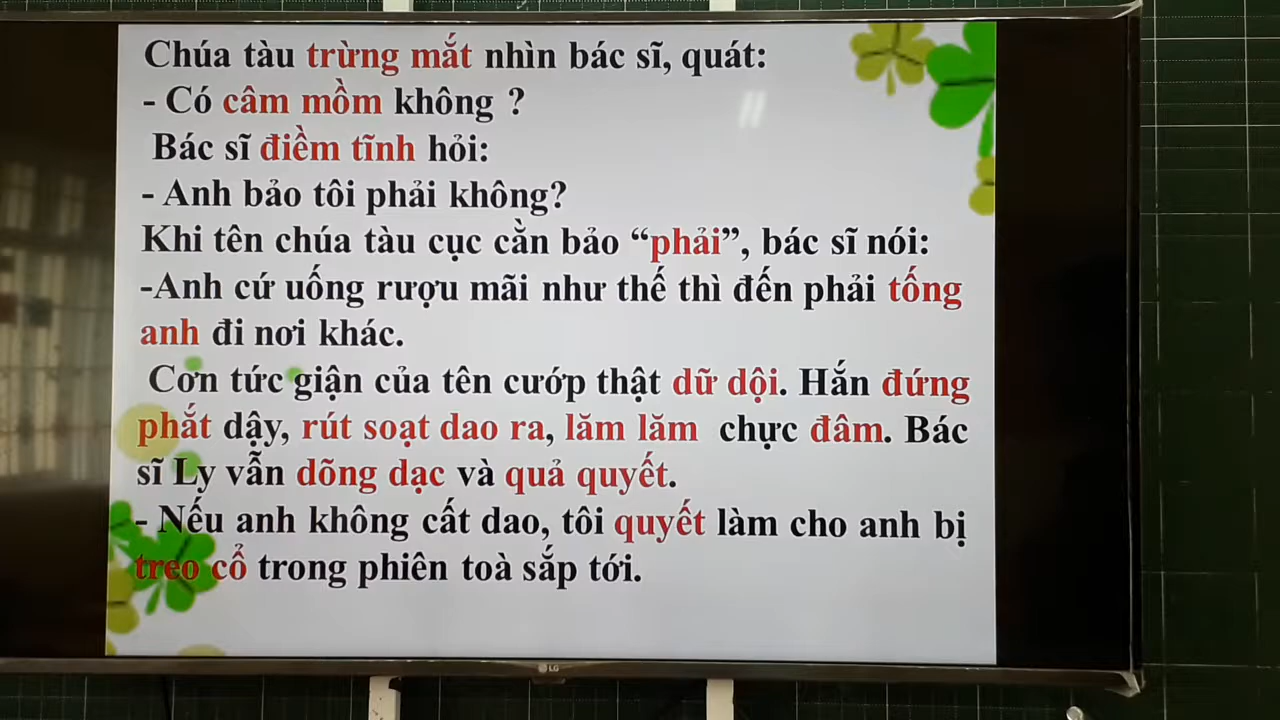 Chúa tàu trừng mắt nhìn bác sĩ, quát:
- Có câm mồm không ?
Bác sĩ điềm tĩnh hỏi:
- Anh bảo tôi phải không?
Khi tên chúa tàu cục cằn bảo “phải”, bác sĩ nói:
-Anh cứ uống rượu mãi như thế thì đến phải tống
anh đi nơi khác.
Cơn tức giận của tên cướp thật dữ dội. Hắn đứng
phắt dậy, rút soạt dao ra, lăm lăm chực đâm. Bác
sĩ Ly vẫn dõng dạc và quả quyết.
- Nếu anh không cất dao, tôi quyết làm cho anh bị
treo cổ trong phiên toà sắp tới.
LG